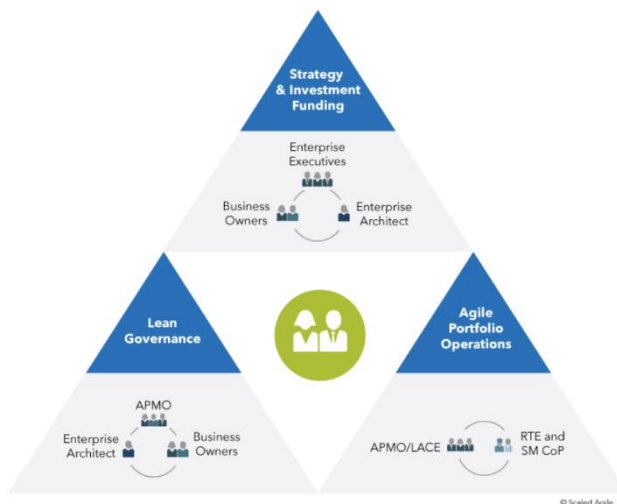 Strategy
& Investment
Funding
Enterprise
Executives
Business
Owners
Enterprise
Architect
Lean
Governance
Agile
Portfolio
Operations
APMO
Enterprise
Architect
Business
Owners
APMO/LACE
RTE and
SM CoP
© Scaled Agile